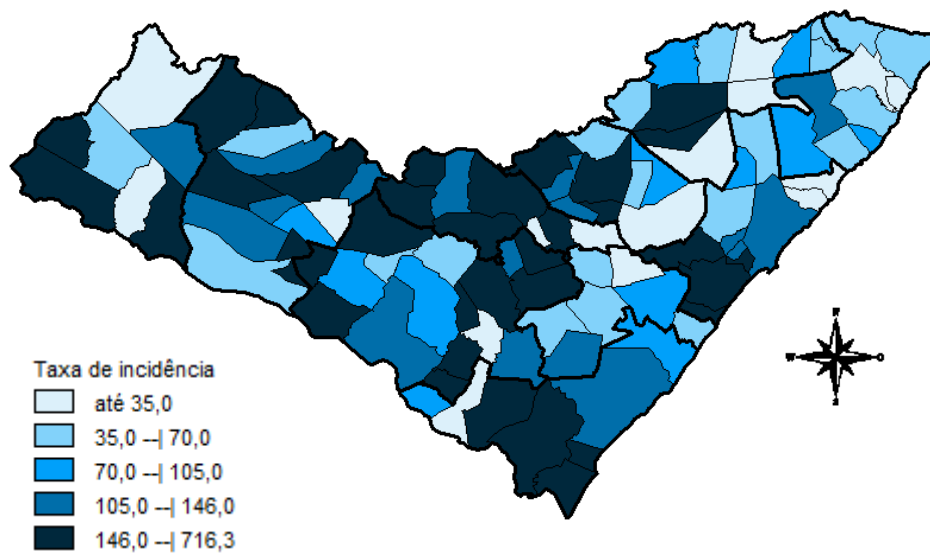 N
W
O
S
Taxa de incidência
até 35,0
35,0 --| 70,0
70,0 --| 105,0
105,0 --| 146,0
146,0 --| 716,3